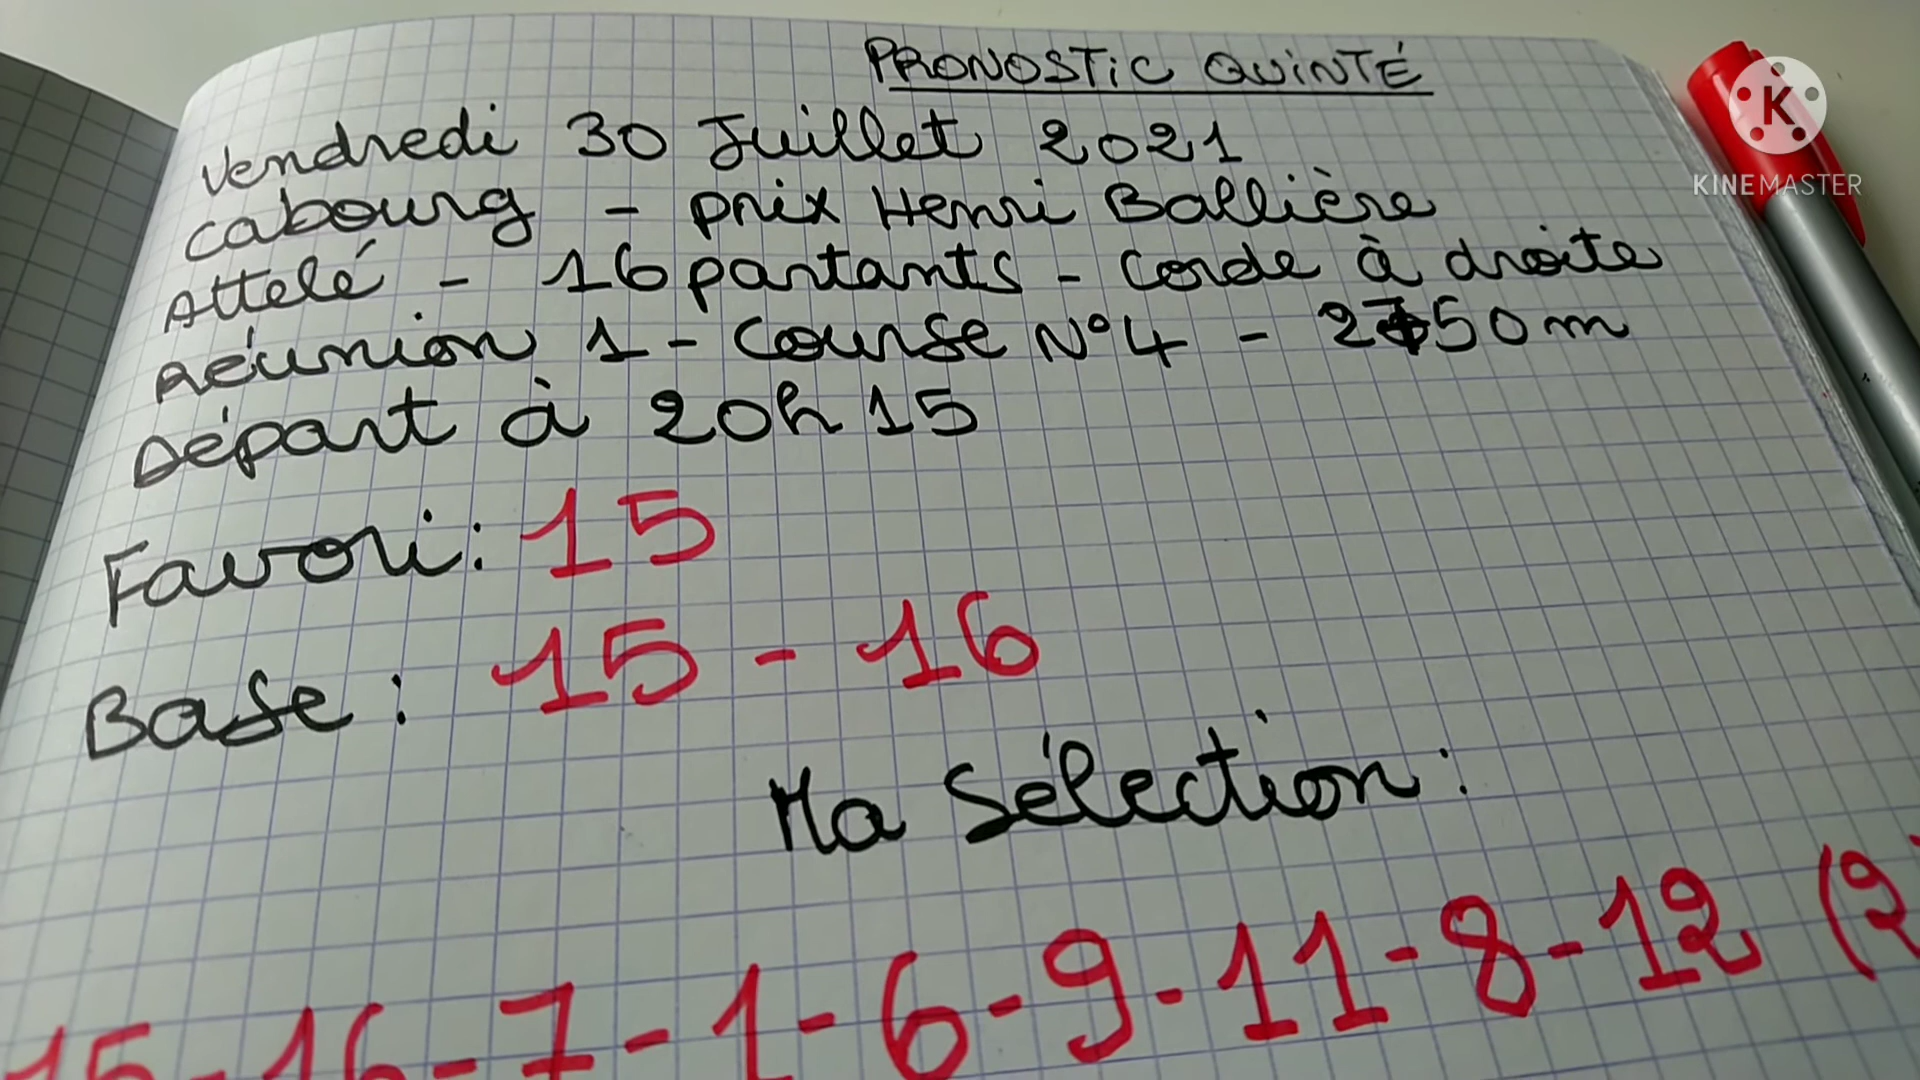 PRONOSTIC QUINTÉ
Vendredi 30 Juillet 2021
Cabourg - prix Henri Ballière
Attelé - 16 partants - Corde à droite
Réunion 1 - Course N°4 - 2750m
Départ à 20h15
Favori: 15
Base: 15 - 16
Ma Sélection:
15-16-7-1-6-9-11-8-12 (2
K
KINEMASTER